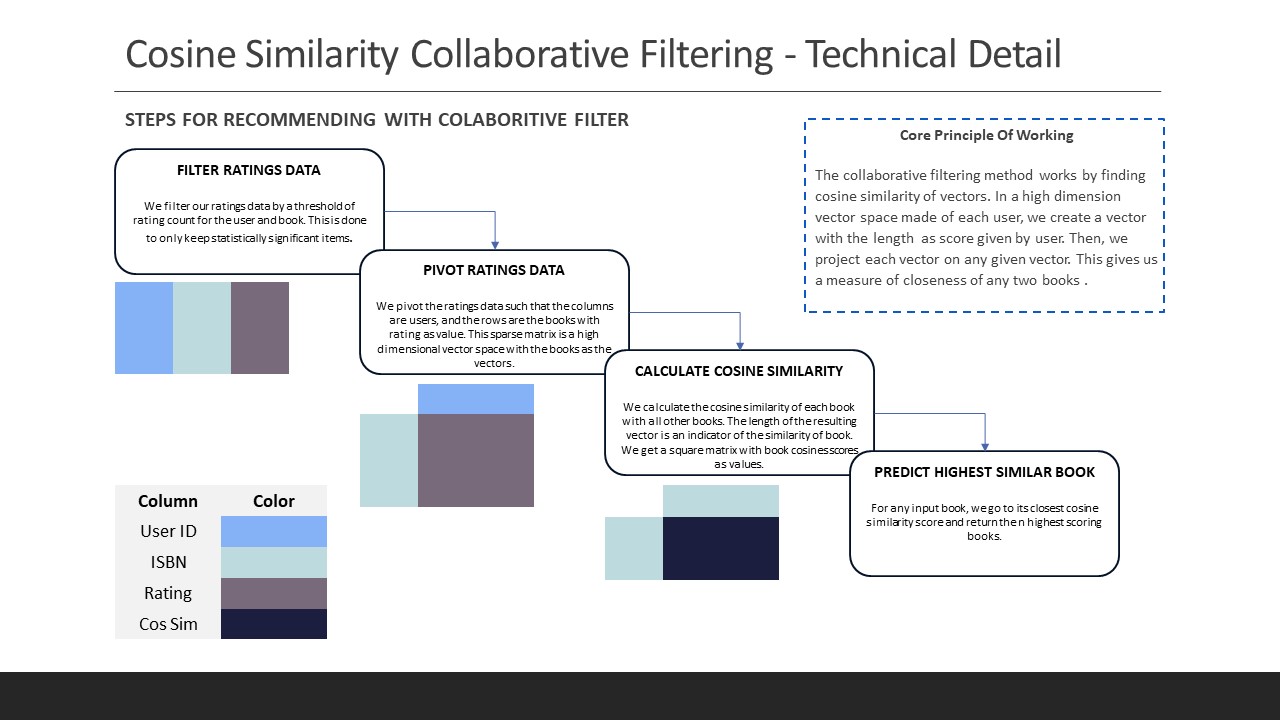 Cosine Similarity Collaborative Filtering - Technical Detail
STEPS FOR RECOMMENDING WITH COLABORITIVE FILTER
FILTER RATINGS DATA
We filter our ratings data by a threshold of
rating count for the user and book. This is done
to only keep statistically significant items.
PIVOT RATINGS DATA
We pivot the ratings data such that the columns
are users, and the rows are the books with
rating as value. This sparse matrix is a high
dimensional vector space with the books as the
vectors.
CALCULATE COSINE SIMILARITY
We calculate the cosine similarity of each book
with all other books. The length of the resulting
vector is an indicator of the similarity of book.
We get a square matrix with book cosine scores
as values.
PREDICT HIGHEST SIMILAR BOOK
For any input book, we go to its closest cosine
similarity score and return the n highest scoring
books.
Core Principle Of Working
The collaborative filtering method works by finding
cosine similarity of vectors. In a high dimension
vector space made of each user, we create a vector
with the length as score given by user. Then, we
project each vector on any given vector. This gives us
a measure of closeness of any two books .
Column Color
User ID
ISBN
Rating
Cos Sim